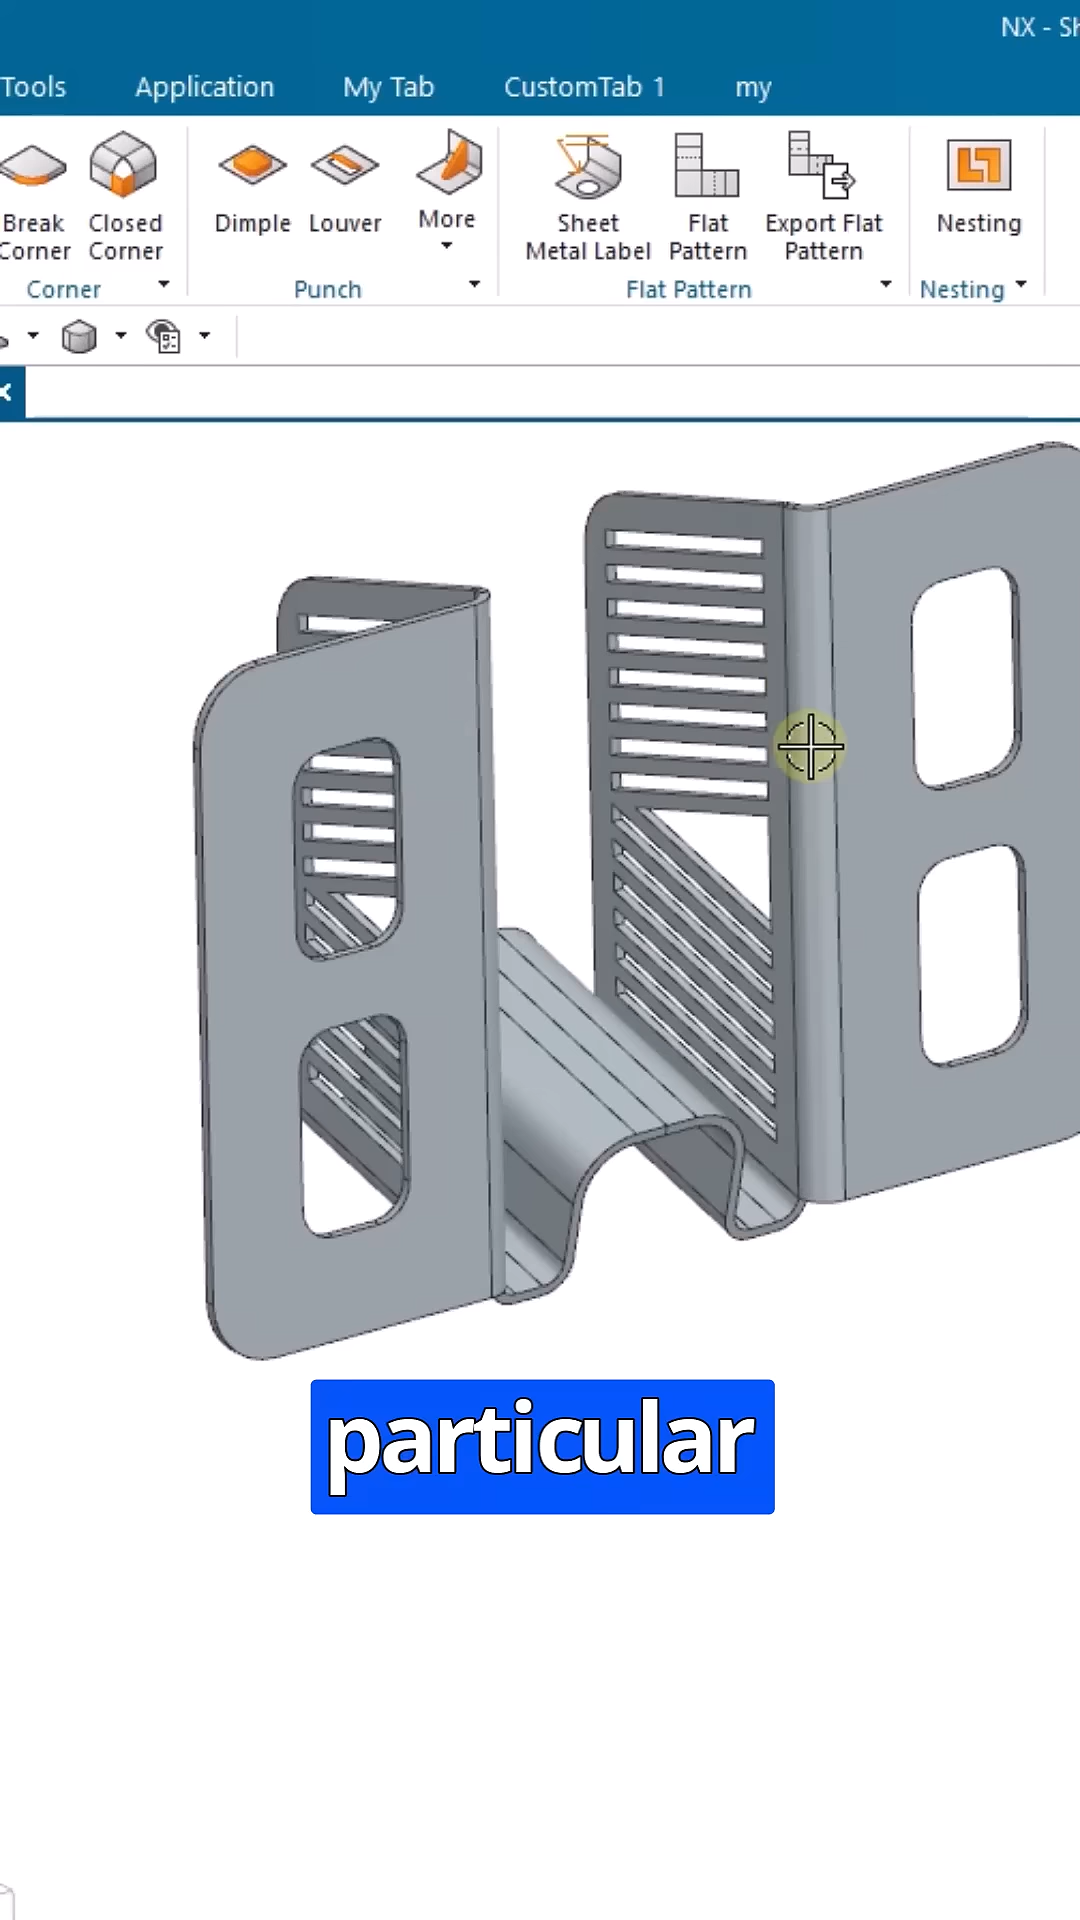 NX - Sh
Tools Application My Tab CustomTab 1 my
Break Corner
Closed Corner
Dimple
Louver
More
Sheet Metal Label
Flat Pattern
Export Flat Pattern
Nesting
Corner Punch Flat Pattern Nesting
particular